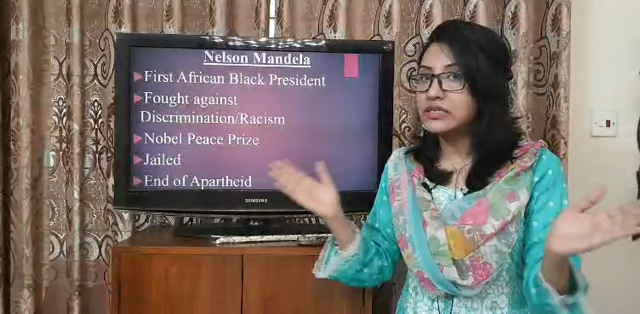 Nelson Mandela
First African Black President
Fought against
Discrimination/Racism
Nobel Peace Prize
Jailed
End of Apartheid
SAMSUNG